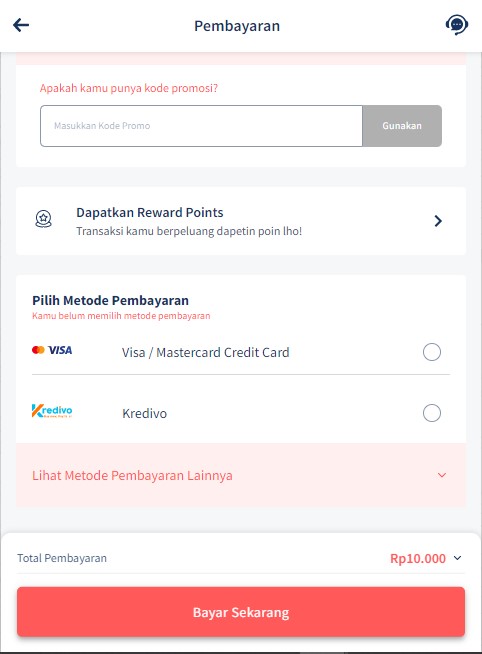 Pembayaran
Apakah kamu punya kode promosi?
Masukkan Kode Promo
Gunakan
Dapatkan Reward Points
Transaksi kamu berpeluang dapetin poin lho!
Pilih Metode Pembayaran
Kamu belum memilih metode pembayaran
VISA Visa / Mastercard Credit Card
Kredivo Kredivo
Lihat Metode Pembayaran Lainnya
Total Pembayaran Rp10.000
Bayar Sekarang